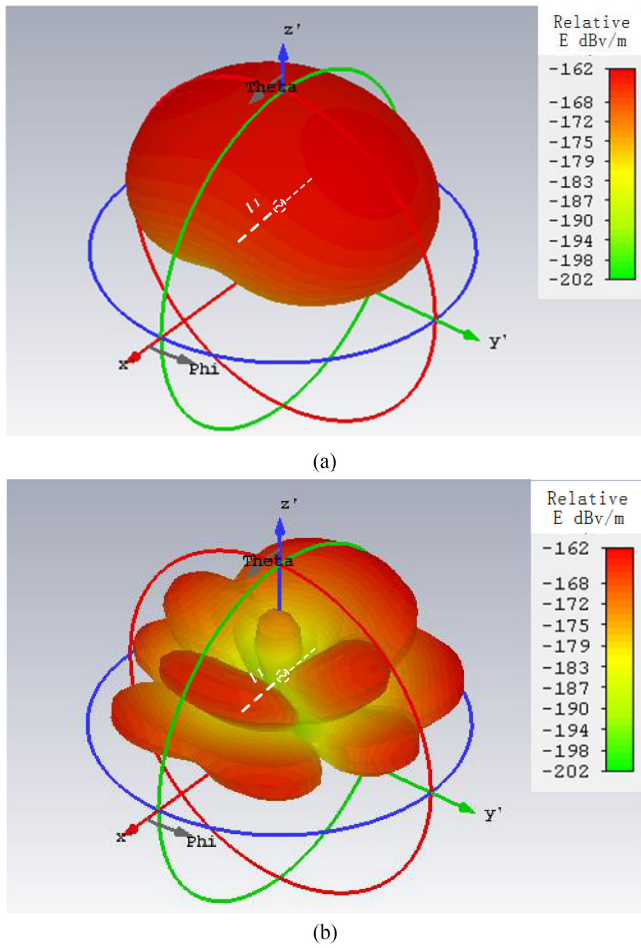 Relative
E dBv/m
z'
Theta
-162
-168
-172
-175
-179
-183
-187
-190
-194
-198
-202
x
Phi
y'
(a)
Relative
E dBv/m
z'
Theta
-162
-168
-172
-175
-179
-183
-187
-190
-194
-198
-202
x
Phi
y'
(b)